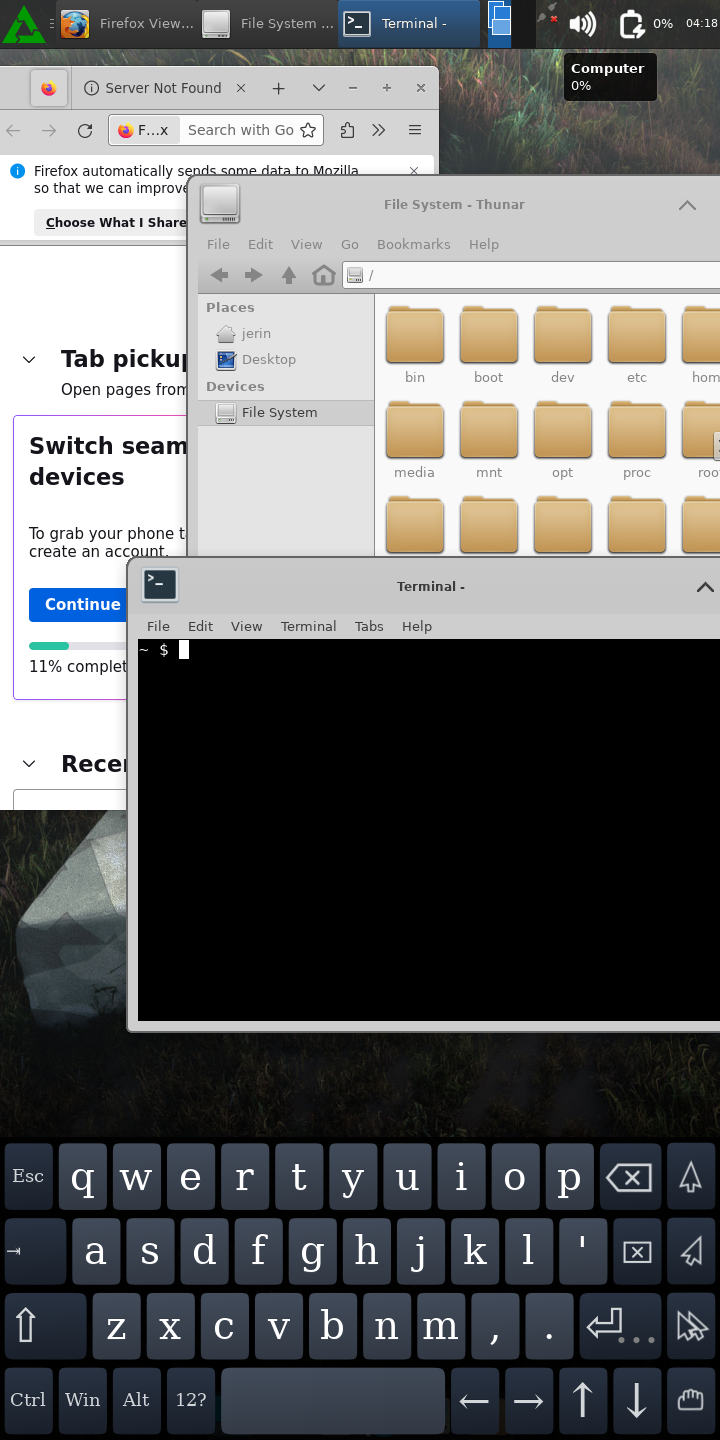 Firefox View...
File System ...
Terminal -
0%
04:18
Computer
0%
Server Not Found
F...x
Search with Go
Firefox automatically sends some data to Mozilla
so that we can improve
Choose What I Share
File System - Thunar
File Edit View Go Bookmarks Help
/
Places
jerin
Desktop
Devices
File System
bin boot dev etc hom
media mnt opt proc roo
Tab pickup
Open pages from
Switch seam
devices
To grab your phone t
create an account.
Continue
11% complet
Recen
Terminal -
File Edit View Terminal Tabs Help
~ $
Esc q w e r t y u i o p
a s d f g h j k l '
z x c v b n m , .
Ctrl Win Alt 12?